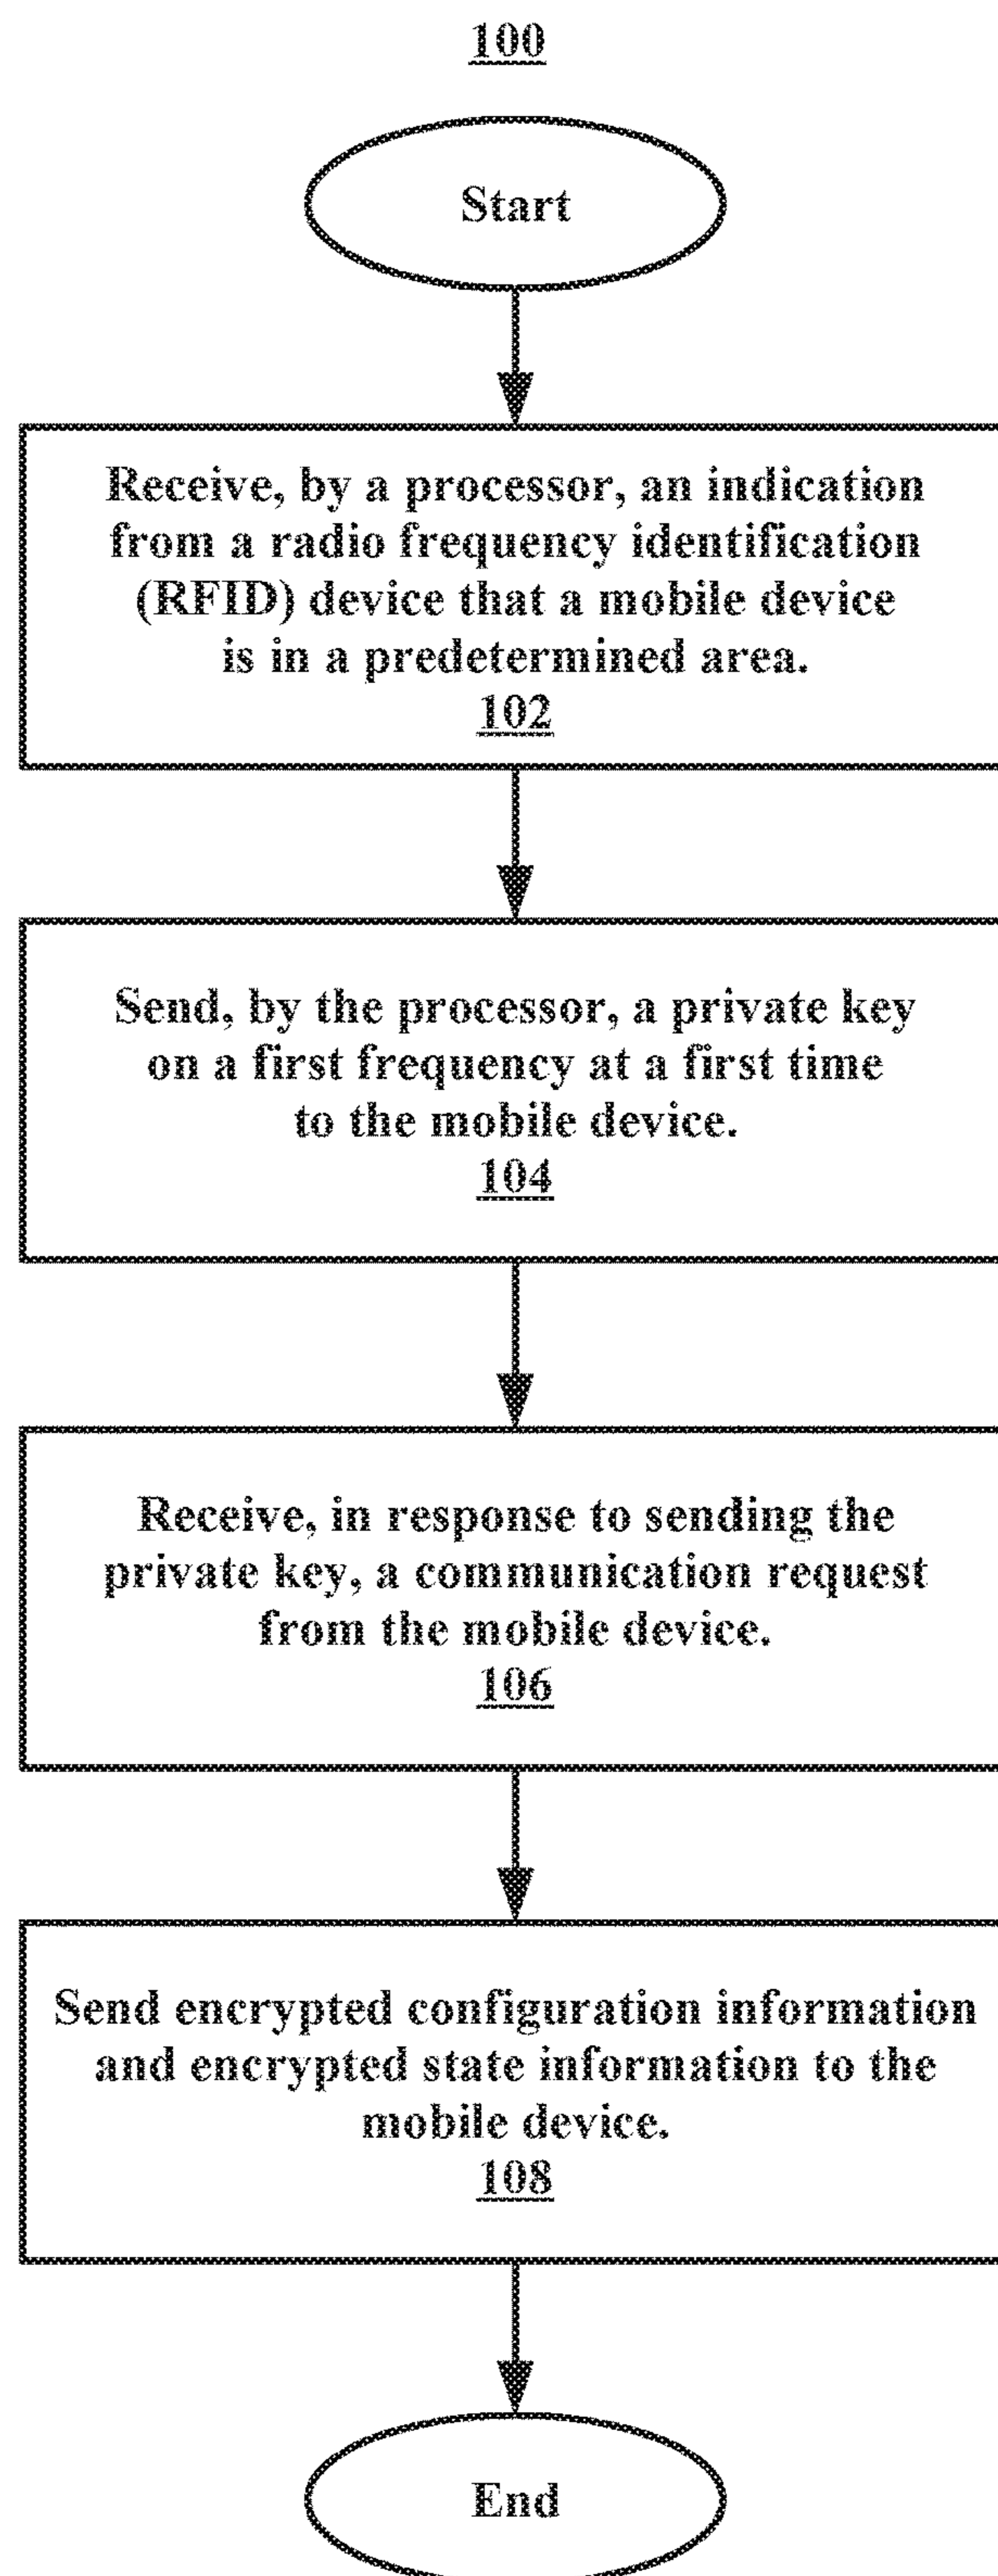 100
Start
Receive, by a processor, an indication
from a radio frequency identification
(RFID) device that a mobile device
is in a predetermined area.
102
Send, by the processor, a private key
on a first frequency at a first time
to the mobile device.
104
Receive, in response to sending the
private key, a communication request
from the mobile device.
106
Send encrypted configuration information
and encrypted state information to the
mobile device.
108
End